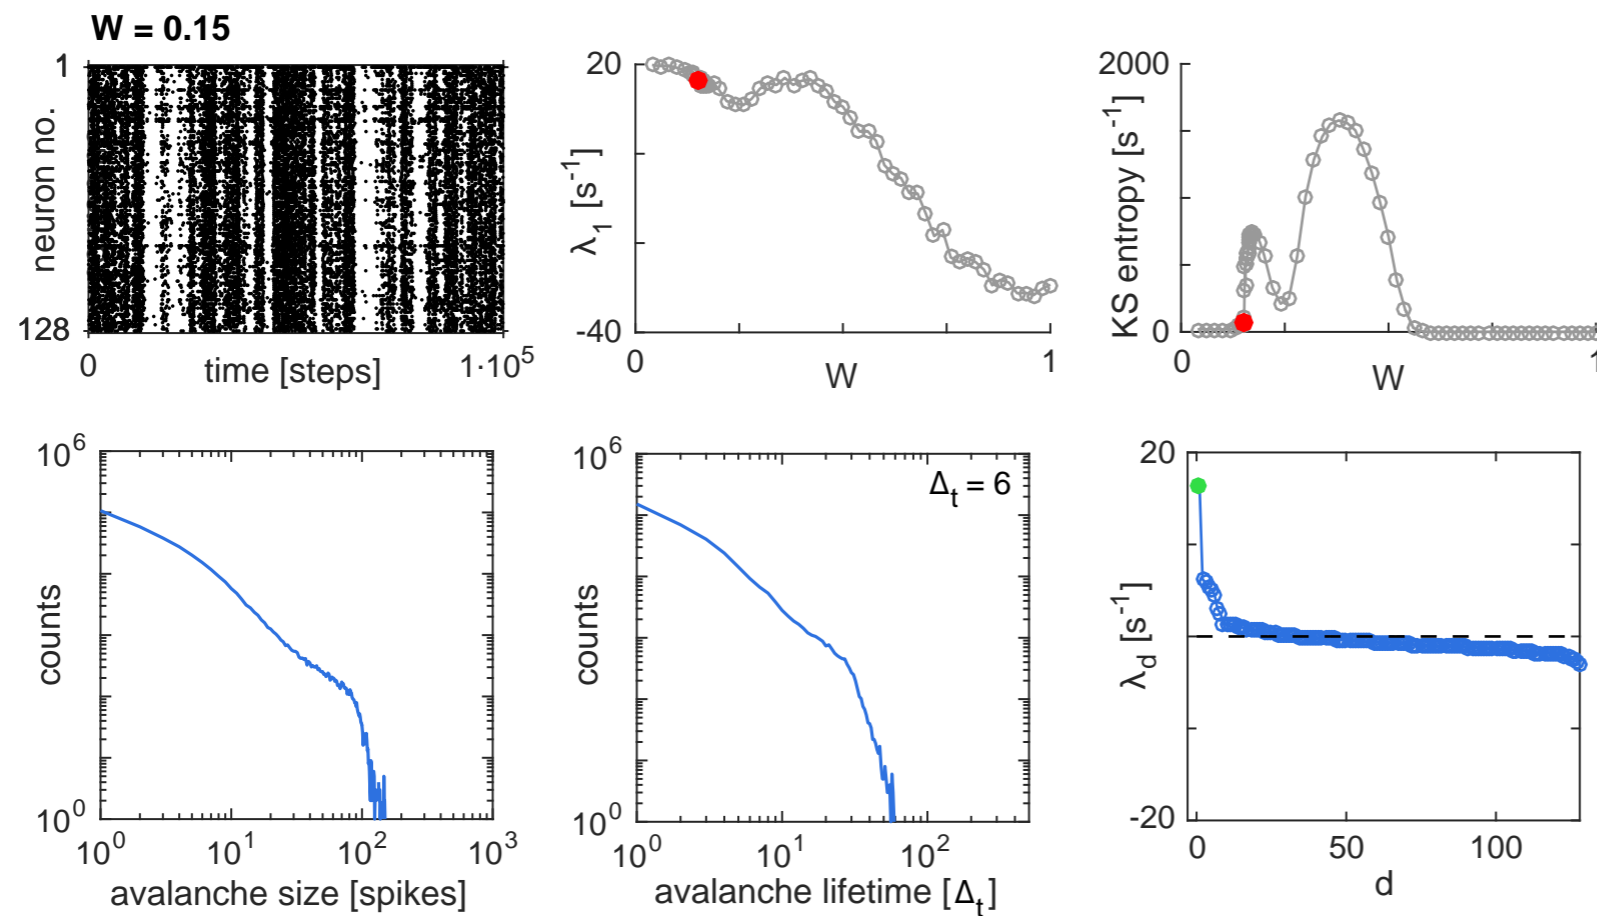 W = 0.15
1
neuron no.
128
0
time [steps]
1·10^5
20
λ_1 [s^-1]
-40
0
W
1
2000
KS entropy [s^-1]
0
0
W
1
10^6
counts
10^0
10^0
10^1
10^2
10^3
avalanche size [spikes]
10^6
Δ_t = 6
counts
10^0
10^0
10^1
10^2
avalanche lifetime [Δ_t]
20
λ_d [s^-1]
-20
0
50
100
d